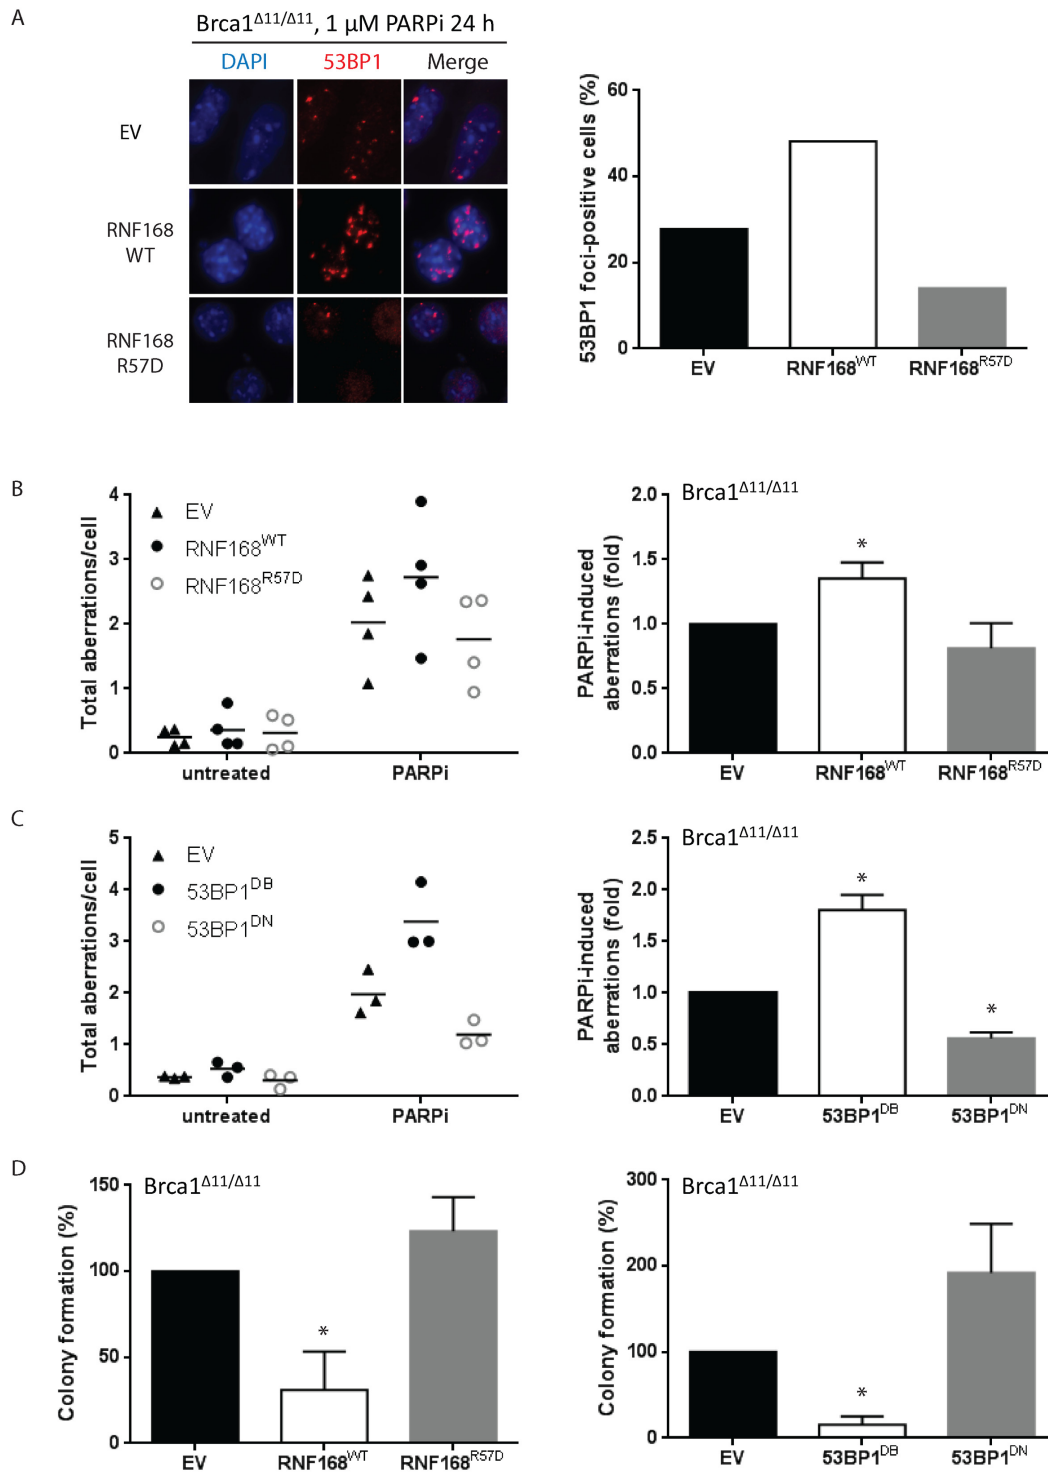 A
Brca1Δ11/Δ11, 1 µM PARPi 24 h
DAPI 53BP1 Merge
EV
RNF168
WT
RNF168
R57D
53BP1 foci-positive cells (%)
60
40
20
0
EV RNF168WT RNF168R57D
B
Total aberrations/cell
4
3
2
1
0
EV
RNF168WT
RNF168R57D
untreated PARPi
Brca1Δ11/Δ11
PARPi-induced
aberrations (fold)
2.0
1.5
1.0
0.5
0.0
*
EV RNF168WT RNF168R57D
C
Total aberrations/cell
5
4
3
2
1
0
EV
53BP1DB
53BP1DN
untreated PARPi
Brca1Δ11/Δ11
PARPi-induced
aberrations (fold)
2.5
2.0
1.5
1.0
0.5
0.0
*
*
EV 53BP1DB 53BP1DN
D
Brca1Δ11/Δ11
Colony formation (%)
150
100
50
0
*
EV RNF168WT RNF168R57D
Brca1Δ11/Δ11
Colony formation (%)
300
200
100
0
*
EV 53BP1DB 53BP1DN